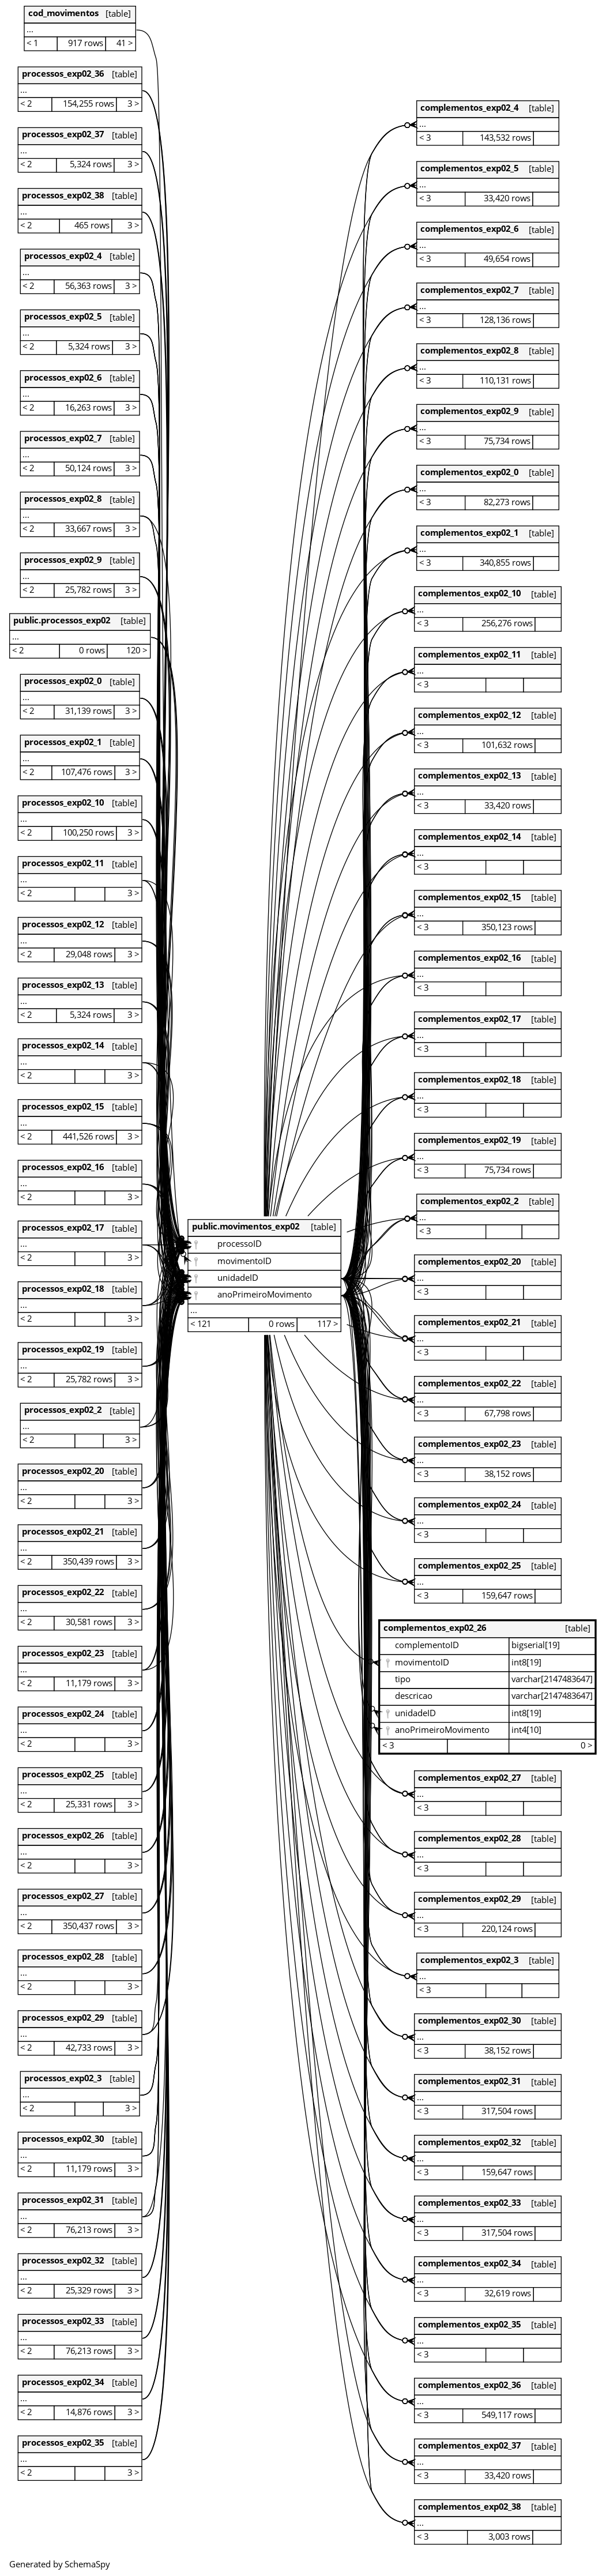 cod_movimentos [table]
...
< 1 917 rows 41 >
processos_exp02_36 [table]
...
< 2 154,255 rows 3 >
processos_exp02_37 [table]
...
< 2 5,324 rows 3 >
processos_exp02_38 [table]
...
< 2 465 rows 3 >
processos_exp02_4 [table]
...
< 2 56,363 rows 3 >
processos_exp02_5 [table]
...
< 2 5,324 rows 3 >
processos_exp02_6 [table]
...
< 2 16,263 rows 3 >
processos_exp02_7 [table]
...
< 2 50,124 rows 3 >
processos_exp02_8 [table]
...
< 2 33,667 rows 3 >
processos_exp02_9 [table]
...
< 2 25,782 rows 3 >
public.processos_exp02 [table]
...
< 2 0 rows 120 >
processos_exp02_0 [table]
...
< 2 31,139 rows 3 >
processos_exp02_1 [table]
...
< 2 107,476 rows 3 >
processos_exp02_10 [table]
...
< 2 100,250 rows 3 >
processos_exp02_11 [table]
...
< 2 3 >
processos_exp02_12 [table]
...
< 2 29,048 rows 3 >
processos_exp02_13 [table]
...
< 2 5,324 rows 3 >
processos_exp02_14 [table]
...
< 2 3 >
processos_exp02_15 [table]
...
< 2 441,526 rows 3 >
processos_exp02_16 [table]
...
< 2 3 >
processos_exp02_17 [table]
...
< 2 3 >
processos_exp02_18 [table]
...
< 2 3 >
processos_exp02_19 [table]
...
< 2 25,782 rows 3 >
processos_exp02_2 [table]
...
< 2 3 >
processos_exp02_20 [table]
...
< 2 3 >
processos_exp02_21 [table]
...
< 2 350,439 rows 3 >
processos_exp02_22 [table]
...
< 2 30,581 rows 3 >
processos_exp02_23 [table]
...
< 2 11,179 rows 3 >
processos_exp02_24 [table]
...
< 2 3 >
processos_exp02_25 [table]
...
< 2 25,331 rows 3 >
processos_exp02_26 [table]
...
< 2 3 >
processos_exp02_27 [table]
...
< 2 350,437 rows 3 >
processos_exp02_28 [table]
...
< 2 3 >
processos_exp02_29 [table]
...
< 2 42,733 rows 3 >
processos_exp02_3 [table]
...
< 2 3 >
processos_exp02_30 [table]
...
< 2 11,179 rows 3 >
processos_exp02_31 [table]
...
< 2 76,213 rows 3 >
processos_exp02_32 [table]
...
< 2 25,329 rows 3 >
processos_exp02_33 [table]
...
< 2 76,213 rows 3 >
processos_exp02_34 [table]
...
< 2 14,876 rows 3 >
processos_exp02_35 [table]
...
< 2 3 >
public.movimentos_exp02 [table]
processoID
movimentoID
unidadeID
anoPrimeiroMovimento
...
< 121 0 rows 117 >
complementos_exp02_4 [table]
...
< 3 143,532 rows
complementos_exp02_5 [table]
...
< 3 33,420 rows
complementos_exp02_6 [table]
...
< 3 49,654 rows
complementos_exp02_7 [table]
...
< 3 128,136 rows
complementos_exp02_8 [table]
...
< 3 110,131 rows
complementos_exp02_9 [table]
...
< 3 75,734 rows
complementos_exp02_0 [table]
...
< 3 82,273 rows
complementos_exp02_1 [table]
...
< 3 340,855 rows
complementos_exp02_10 [table]
...
< 3 256,276 rows
complementos_exp02_11 [table]
...
< 3
complementos_exp02_12 [table]
...
< 3 101,632 rows
complementos_exp02_13 [table]
...
< 3 33,420 rows
complementos_exp02_14 [table]
...
< 3
complementos_exp02_15 [table]
...
< 3 350,123 rows
complementos_exp02_16 [table]
...
< 3
complementos_exp02_17 [table]
...
< 3
complementos_exp02_18 [table]
...
< 3
complementos_exp02_19 [table]
...
< 3 75,734 rows
complementos_exp02_2 [table]
...
< 3
complementos_exp02_20 [table]
...
< 3
complementos_exp02_21 [table]
...
< 3
complementos_exp02_22 [table]
...
< 3 67,798 rows
complementos_exp02_23 [table]
...
< 3 38,152 rows
complementos_exp02_24 [table]
...
< 3
complementos_exp02_25 [table]
...
< 3 159,647 rows
complementos_exp02_26 [table]
complementoID bigserial[19]
movimentoID int8[19]
tipo varchar[2147483647]
descricao varchar[2147483647]
unidadeID int8[19]
anoPrimeiroMovimento int4[10]
< 3 0 >
complementos_exp02_27 [table]
...
< 3
complementos_exp02_28 [table]
...
< 3
complementos_exp02_29 [table]
...
< 3 220,124 rows
complementos_exp02_3 [table]
...
< 3
complementos_exp02_30 [table]
...
< 3 38,152 rows
complementos_exp02_31 [table]
...
< 3 317,504 rows
complementos_exp02_32 [table]
...
< 3 159,647 rows
complementos_exp02_33 [table]
...
< 3 317,504 rows
complementos_exp02_34 [table]
...
< 3 32,619 rows
complementos_exp02_35 [table]
...
< 3
complementos_exp02_36 [table]
...
< 3 549,117 rows
complementos_exp02_37 [table]
...
< 3 33,420 rows
complementos_exp02_38 [table]
...
< 3 3,003 rows
Generated by SchemaSpy